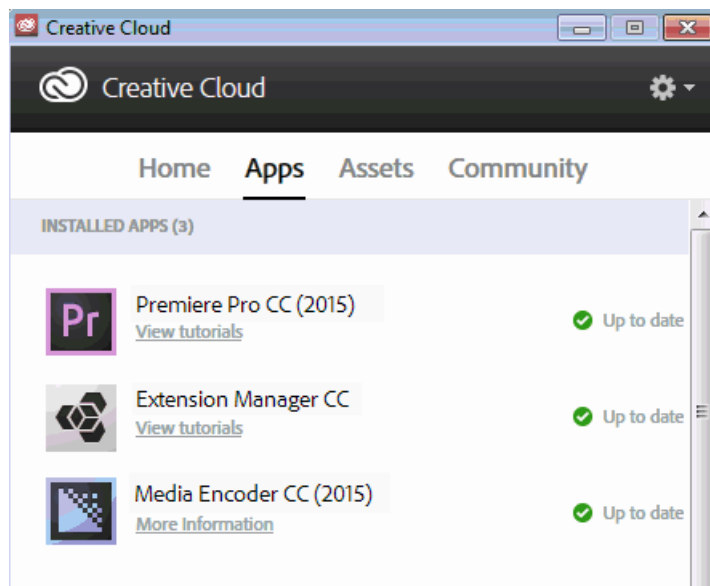 Creative Cloud
Creative Cloud
Home Apps Assets Community
INSTALLED APPS (3)
Pr
Premiere Pro CC (2015)
View tutorials
Up to date
Extension Manager CC
View tutorials
Up to date
Media Encoder CC (2015)
More Information
Up to date